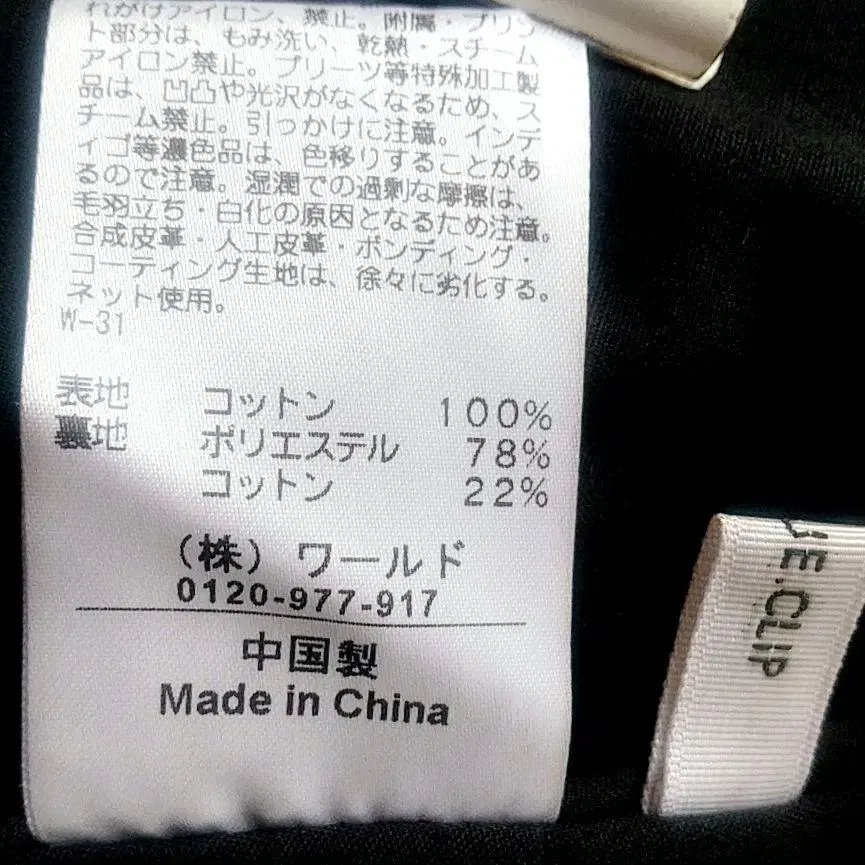 れがけアイロン、禁止。附属・プリン
ト部分は、もみ洗い、乾熱・スチーム
アイロン禁止。プリーツ等特殊加工製
品は、凹凸や光沢がなくなるため、ス
チーム禁止。引っかけに注意。インデ
ィゴ等濃色品は、色移りすることがあ
るので注意。湿潤での過剰な摩擦は、
毛羽立ち・白化の原因となるため注意。
合成皮革・人工皮革・ボンディング・
コーティング生地は、徐々に劣化する。
ネット使用。
W-31
表地 コットン 100%
裏地 ポリエステル 78%
コットン 22%
(株) ワールド
0120-977-917
中国製
Made in China
E.CLIP